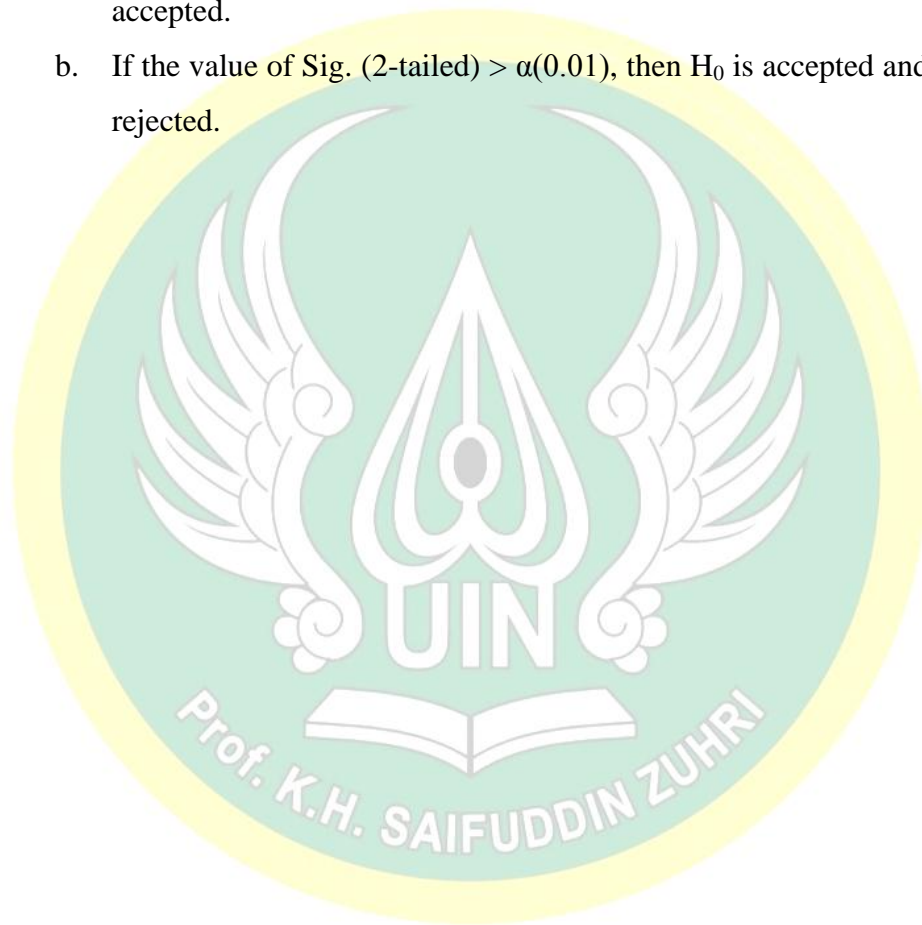 accepted.
b. If the value of Sig. (2-tailed) > α(0.01), then H₀ is accepted and
rejected.
UIN
Prof. K.H. SAIFUDDIN ZUHRI